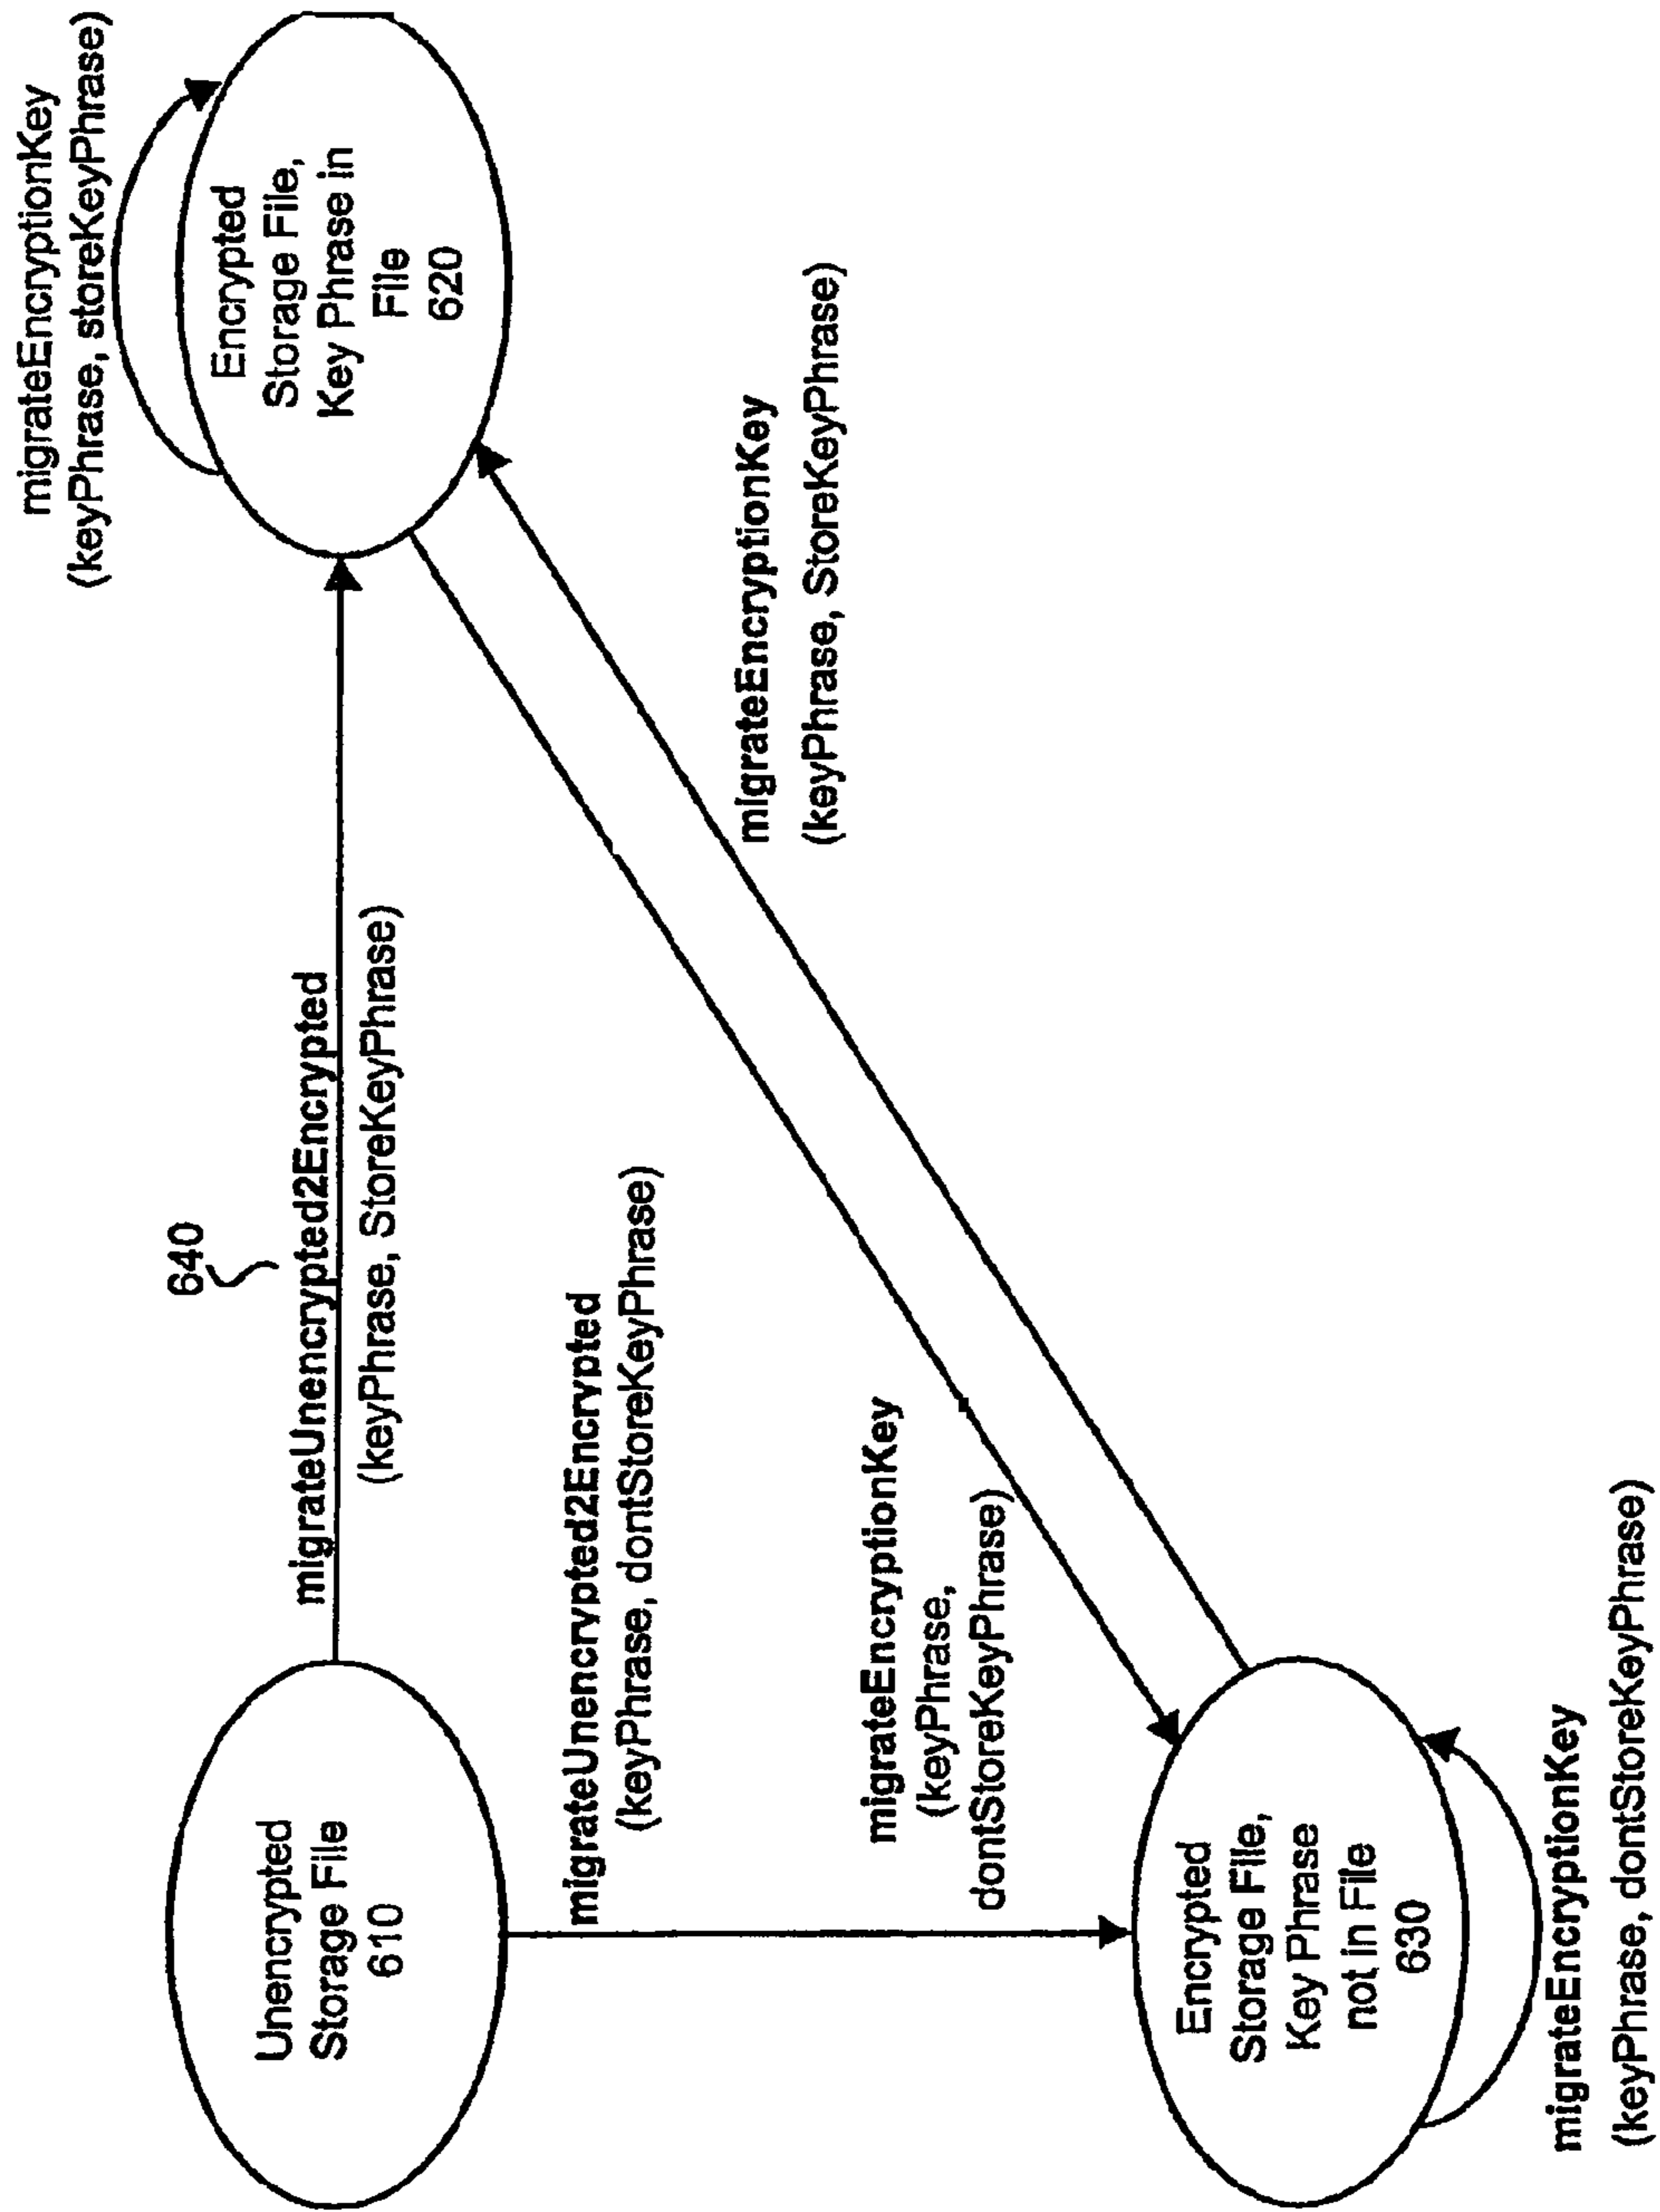 640
migrateUnencrypted2Encrypted
(keyPhrase, StoreKeyPhrase)
migrateEncryptionKey
(keyPhrase, storeKeyPhrase)
Unencrypted
Storage File
610
Encrypted
Storage File,
Key Phrase in
File
620
migrateUnencrypted2Encrypted
(keyPhrase, dontStoreKeyPhrase)
migrateEncryptionKey
(keyPhrase, StoreKeyPhrase)
migrateEncryptionKey
(keyPhrase,
dontStoreKeyPhrase)
Encrypted
Storage File,
Key Phrase
not in File
630
migrateEncryptionKey
(keyPhrase, dontStoreKeyPhrase)